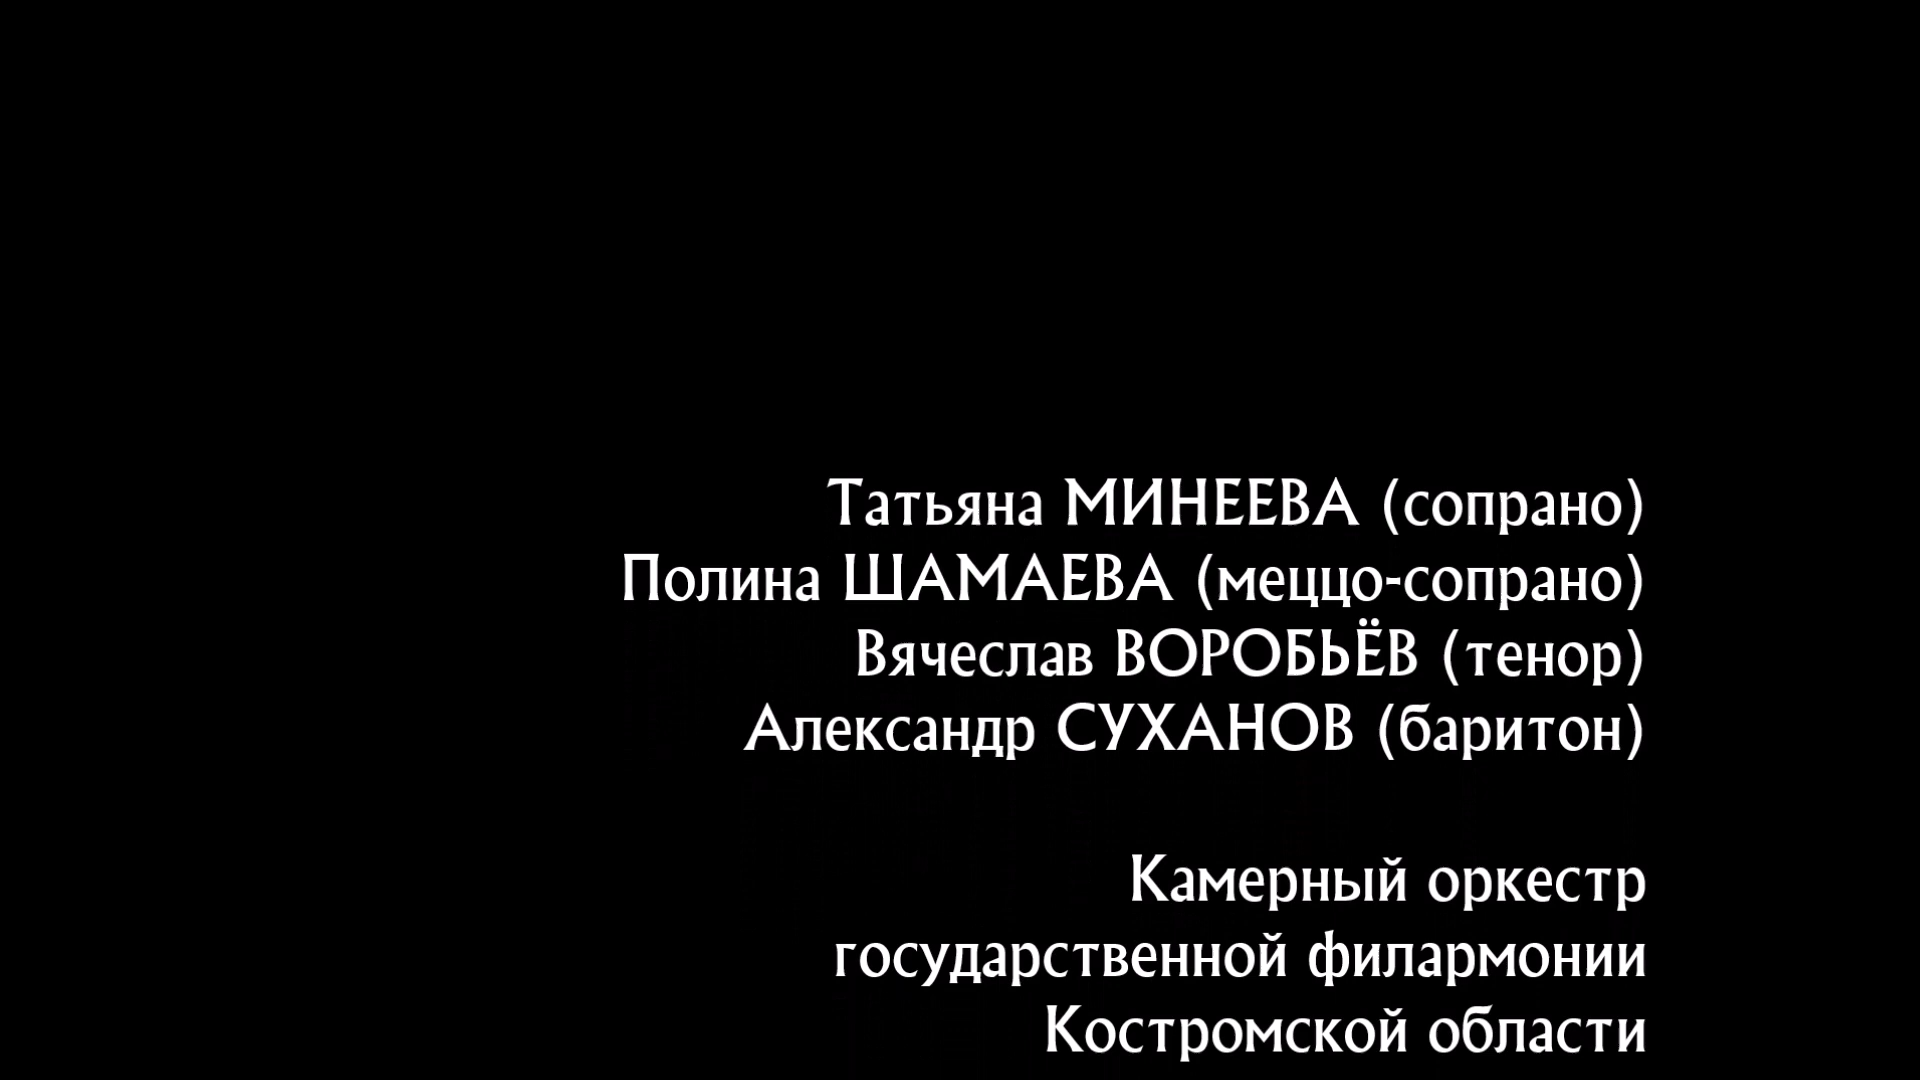 Татьяна МИНЕЕВА (сопрано)
Полина ШАМАЕВА (меццо-сопрано)
Вячеслав ВОРОБЬЁВ (тенор)
Александр СУХАНОВ (баритон)
Камерный оркестр
государственной филармонии
Костромской области